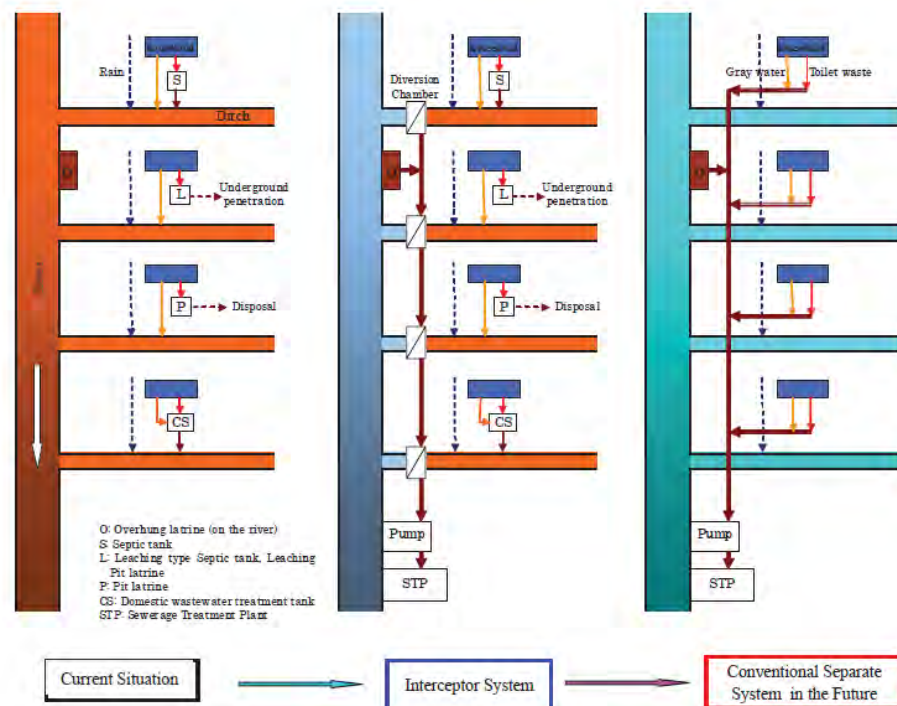 Rain
S
Ditch
L
Underground
penetration
P
Disposal
CS
O: Overhung latrine (on the river)
S: Septic tank
L: Leaching type Septic tank, Leaching
Pit latrine
P: Pit latrine
CS: Domestic wastewater treatment tank
STP: Sewerage Treatment Plant
Diversion
Chamber
S
L
Underground
penetration
P
Disposal
CS
Pump
STP
Gray water
Toilet waste
Pump
STP
Current Situation
Interceptor System
Conventional Separate
System in the Future